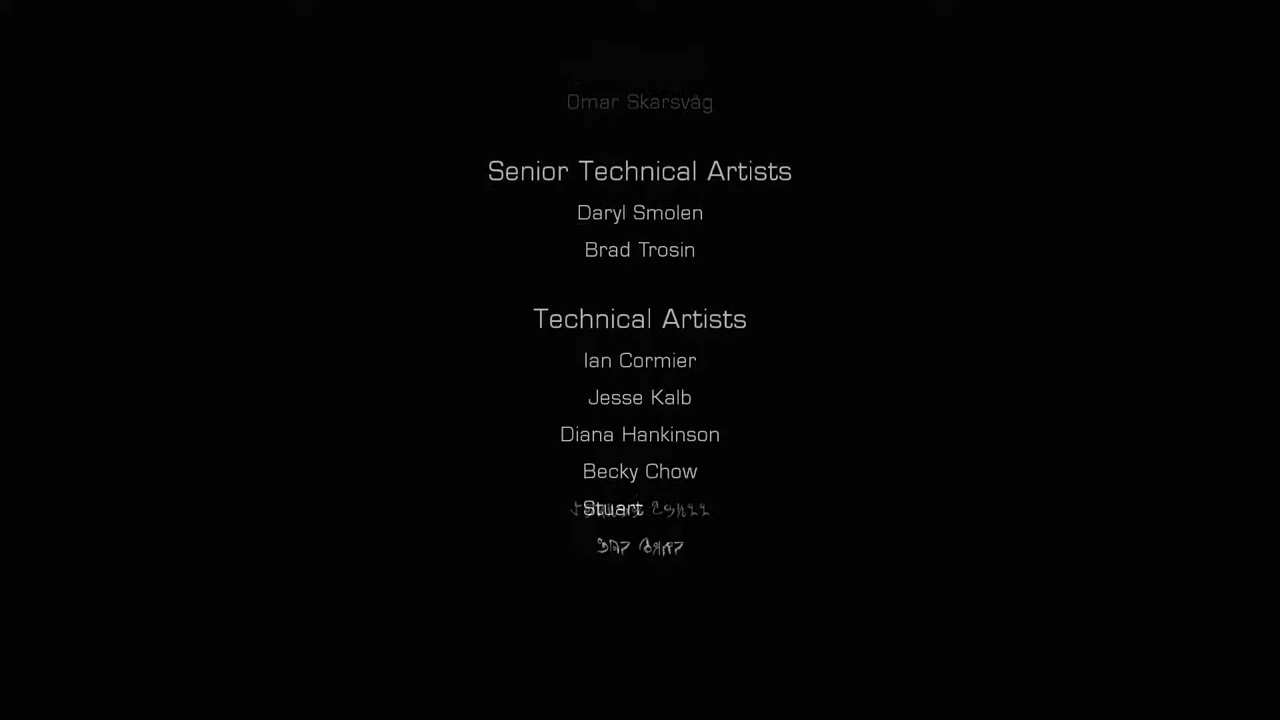 Omar Skarsvåg
Senior Technical Artists
Daryl Smolen
Brad Trosin
Technical Artists
Ian Cormier
Jesse Kalb
Diana Hankinson
Becky Chow
Stuart